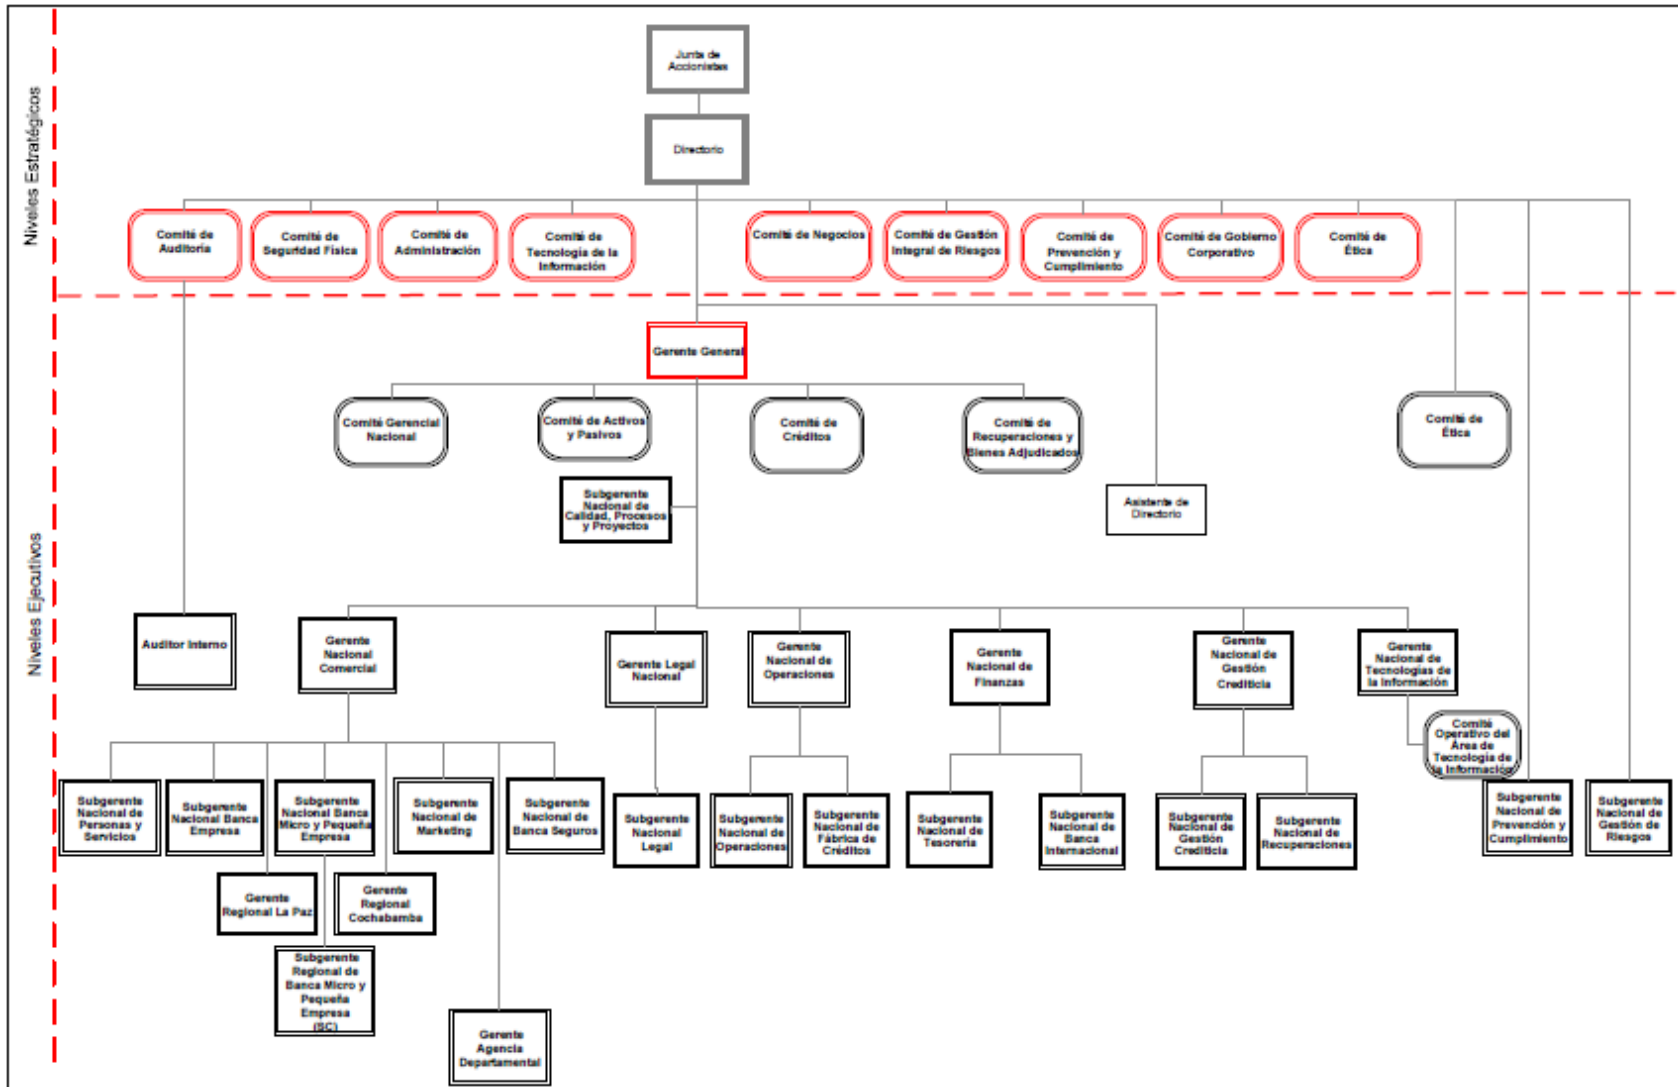 Junta de
Accionistas
Directorio
Niveles Estratégicos
Comité de
Auditoría
Comité de
Seguridad Física
Comité de
Administración
Comité de
Tecnología de la
Información
Comité de Negocios
Comité de Gestión
Integral de Riesgos
Comité de
Prevención y
Cumplimiento
Comité de Gobierno
Corporativo
Comité de
Ética
Niveles Ejecutivos
Gerente General
Comité Gerencial
Nacional
Comité de Activos
y Pasivos
Comité de
Créditos
Comité de
Recuperaciones y
Bienes Adjudicados
Comité de
Ética
Subgerente
Nacional de
Calidad, Procesos
y Proyectos
Asistente de
Directorio
Auditor Interno
Gerente
Nacional
Comercial
Gerente Legal
Nacional
Gerente
Nacional de
Operaciones
Gerente
Nacional de
Finanzas
Gerente
Nacional de
Gestión
Crediticia
Gerente
Nacional de
Tecnologías de
la Información
Comité
Operativo del
Área de
Tecnología de
la Información
Subgerente
Nacional de
Personas y
Servicios
Subgerente
Nacional Banca
Empresa
Subgerente
Nacional Banca
Micro y Pequeña
Empresa
Subgerente
Nacional de
Marketing
Subgerente
Nacional de
Banca Seguros
Subgerente
Nacional
Legal
Subgerente
Nacional de
Operaciones
Subgerente
Nacional de
Fábrica de
Créditos
Subgerente
Nacional de
Tesorería
Subgerente
Nacional de
Banca
Internacional
Subgerente
Nacional de
Gestión
Crediticia
Subgerente
Nacional de
Recuperaciones
Subgerente
Nacional de
Prevención y
Cumplimiento
Subgerente
Nacional de
Gestión de
Riesgos
Gerente
Regional La Paz
Gerente
Regional
Cochabamba
Subgerente
Regional de
Banca Micro y
Pequeña
Empresa
(SC)
Gerente
Agencia
Departamental